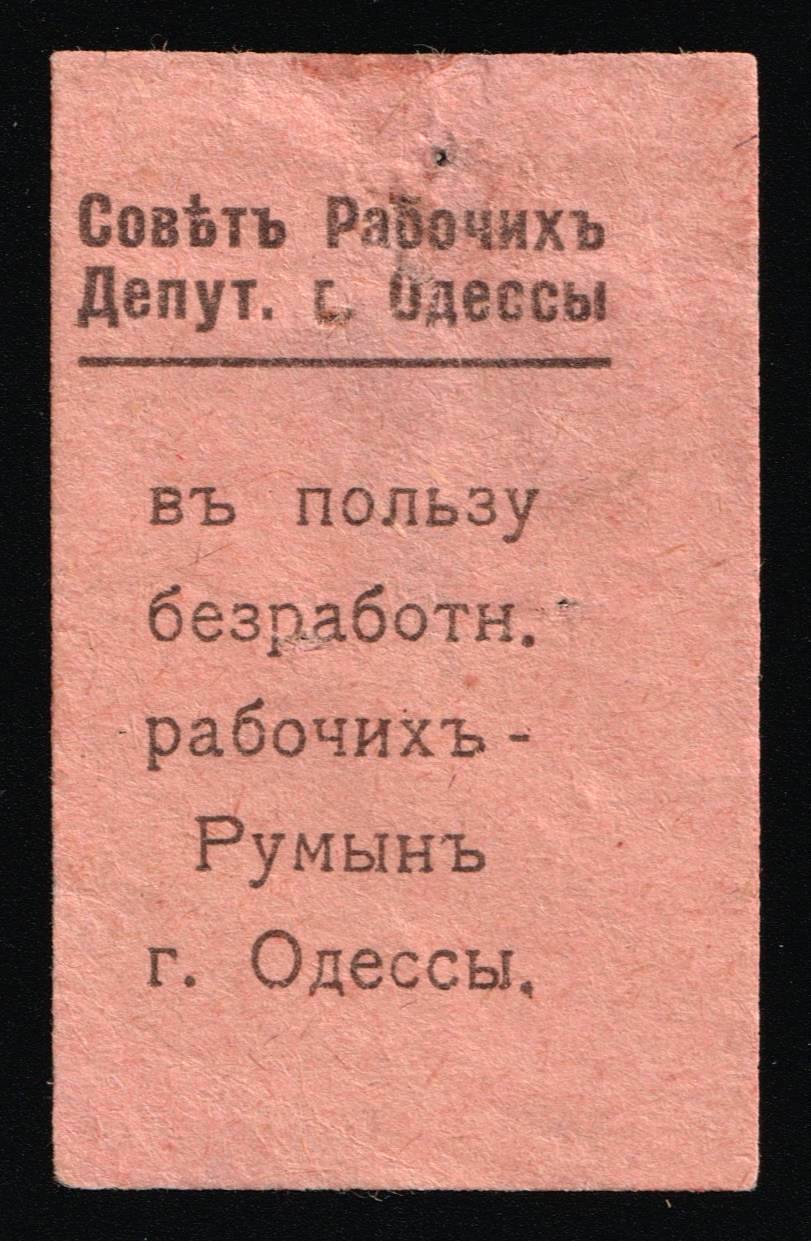 Совѣтъ Рабочихъ
Депут. г. Одессы
въ пользу
безработн.
рабочихъ -
Румынъ
г. Одессы.